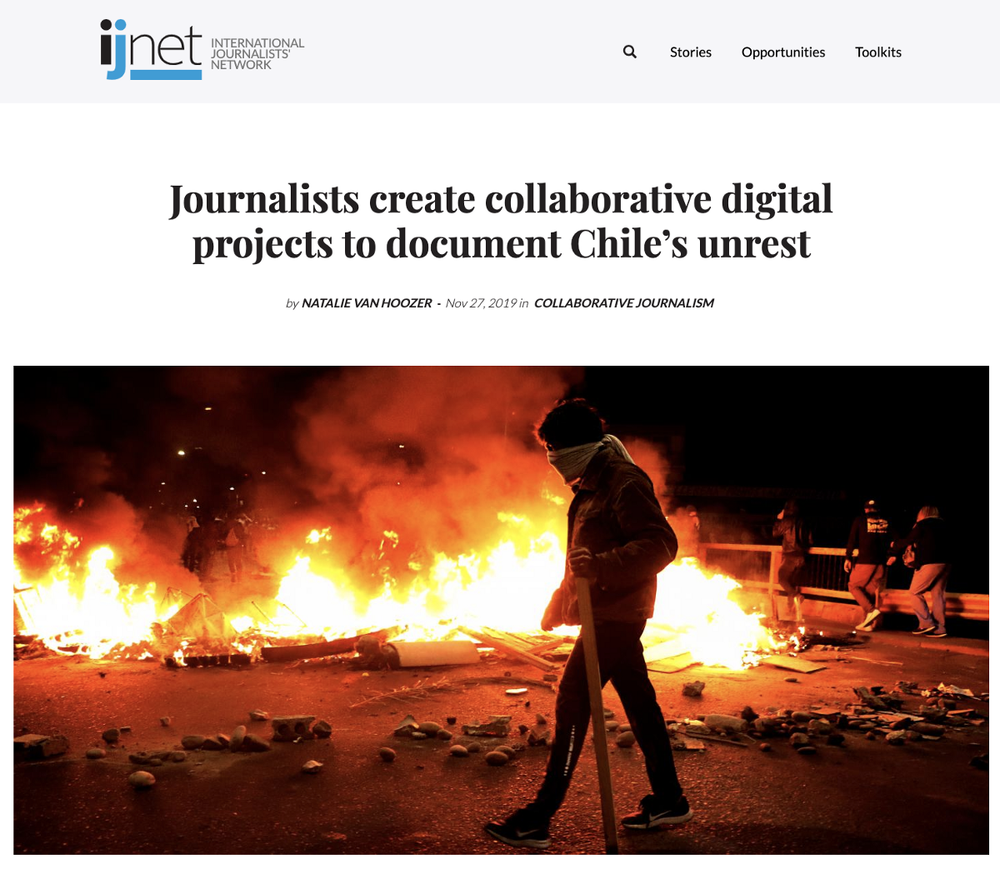 ijnet
INTERNATIONAL
JOURNALISTS'
NETWORK
Stories Opportunities Toolkits
Journalists create collaborative digital
projects to document Chile’s unrest
by NATALIE VAN HOOZER - Nov 27, 2019 in COLLABORATIVE JOURNALISM